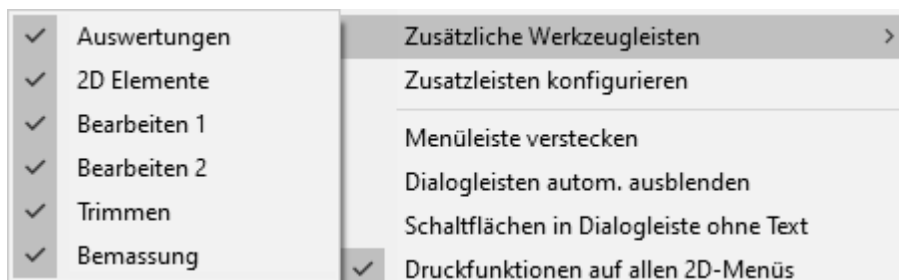 Auswertungen
2D Elemente
Bearbeiten 1
Bearbeiten 2
Trimmen
Bemassung
Zusätzliche Werkzeugleisten
Zusatzleisten konfigurieren
Menüleiste verstecken
Dialogleisten autom. ausblenden
Schaltflächen in Dialogleiste ohne Text
Druckfunktionen auf allen 2D-Menüs